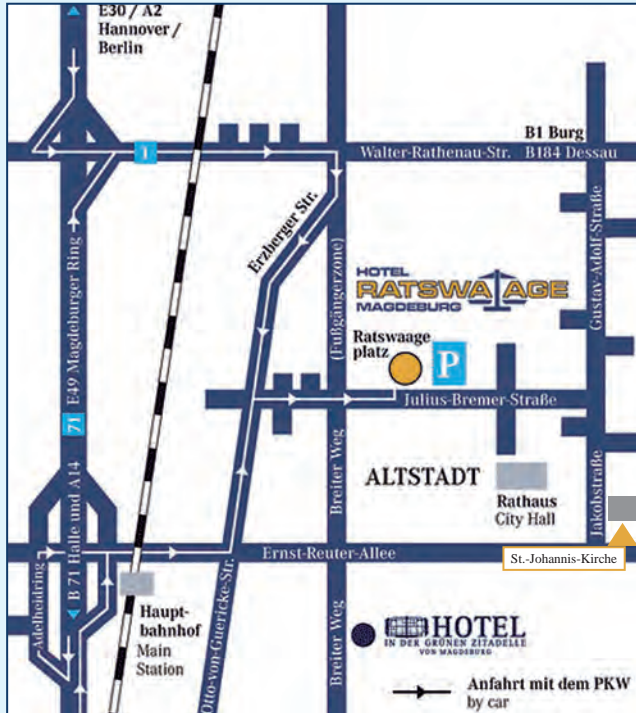 E30 / A2
Hannover /
Berlin
1
B1 Burg
Walter-Rathenau-Str.
B184 Dessau
Erzberger Str.
(Fußgängerzone)
Gustav-Adolf-Straße
HOTEL
RATSWAAGE
MAGDEBURG
E49 Magdeburger Ring
Ratswaage
platz
P
Julius-Bremer-Straße
71
B 71 Halle und A14
Breiter Weg
ALTSTADT
Rathaus
City Hall
Jakobstraße
Ernst-Reuter-Allee
St.-Johannis-Kirche
Adelheidring
Haupt-
bahnhof
Main
Station
Otto-von-Guericke-Str.
Breiter Weg
HOTEL
IN DER GRÜNEN ZITADELLE
VON MAGDEBURG
Anfahrt mit dem PKW
by car